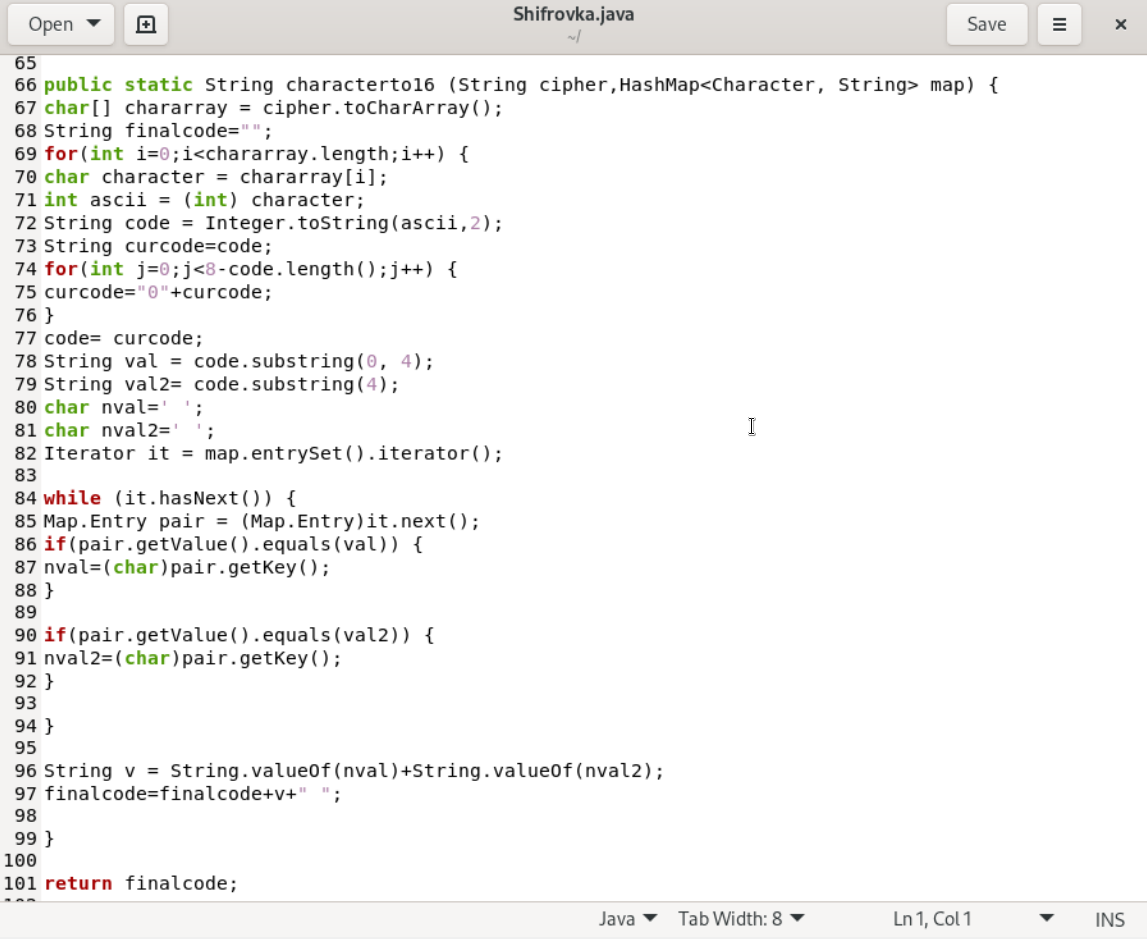 Open
Shifrovka.java
~/
Save
65
66 public static String characterto16 (String cipher,HashMap<Character, String> map) {
67 char[] chararray = cipher.toCharArray();
68 String finalcode="";
69 for(int i=0;i<chararray.length;i++) {
70 char character = chararray[i];
71 int ascii = (int) character;
72 String code = Integer.toString(ascii,2);
73 String curcode=code;
74 for(int j=0;j<8-code.length();j++) {
75 curcode="0"+curcode;
76 }
77 code= curcode;
78 String val = code.substring(0, 4);
79 String val2= code.substring(4);
80 char nval=' ';
81 char nval2=' ';
82 Iterator it = map.entrySet().iterator();
83
84 while (it.hasNext()) {
85 Map.Entry pair = (Map.Entry)it.next();
86 if(pair.getValue().equals(val)) {
87 nval=(char)pair.getKey();
88 }
89
90 if(pair.getValue().equals(val2)) {
91 nval2=(char)pair.getKey();
92 }
93
94 }
95
96 String v = String.valueOf(nval)+String.valueOf(nval2);
97 finalcode=finalcode+v+" ";
98
99 }
100
101 return finalcode;
Java Tab Width: 8 Ln 1, Col 1 INS